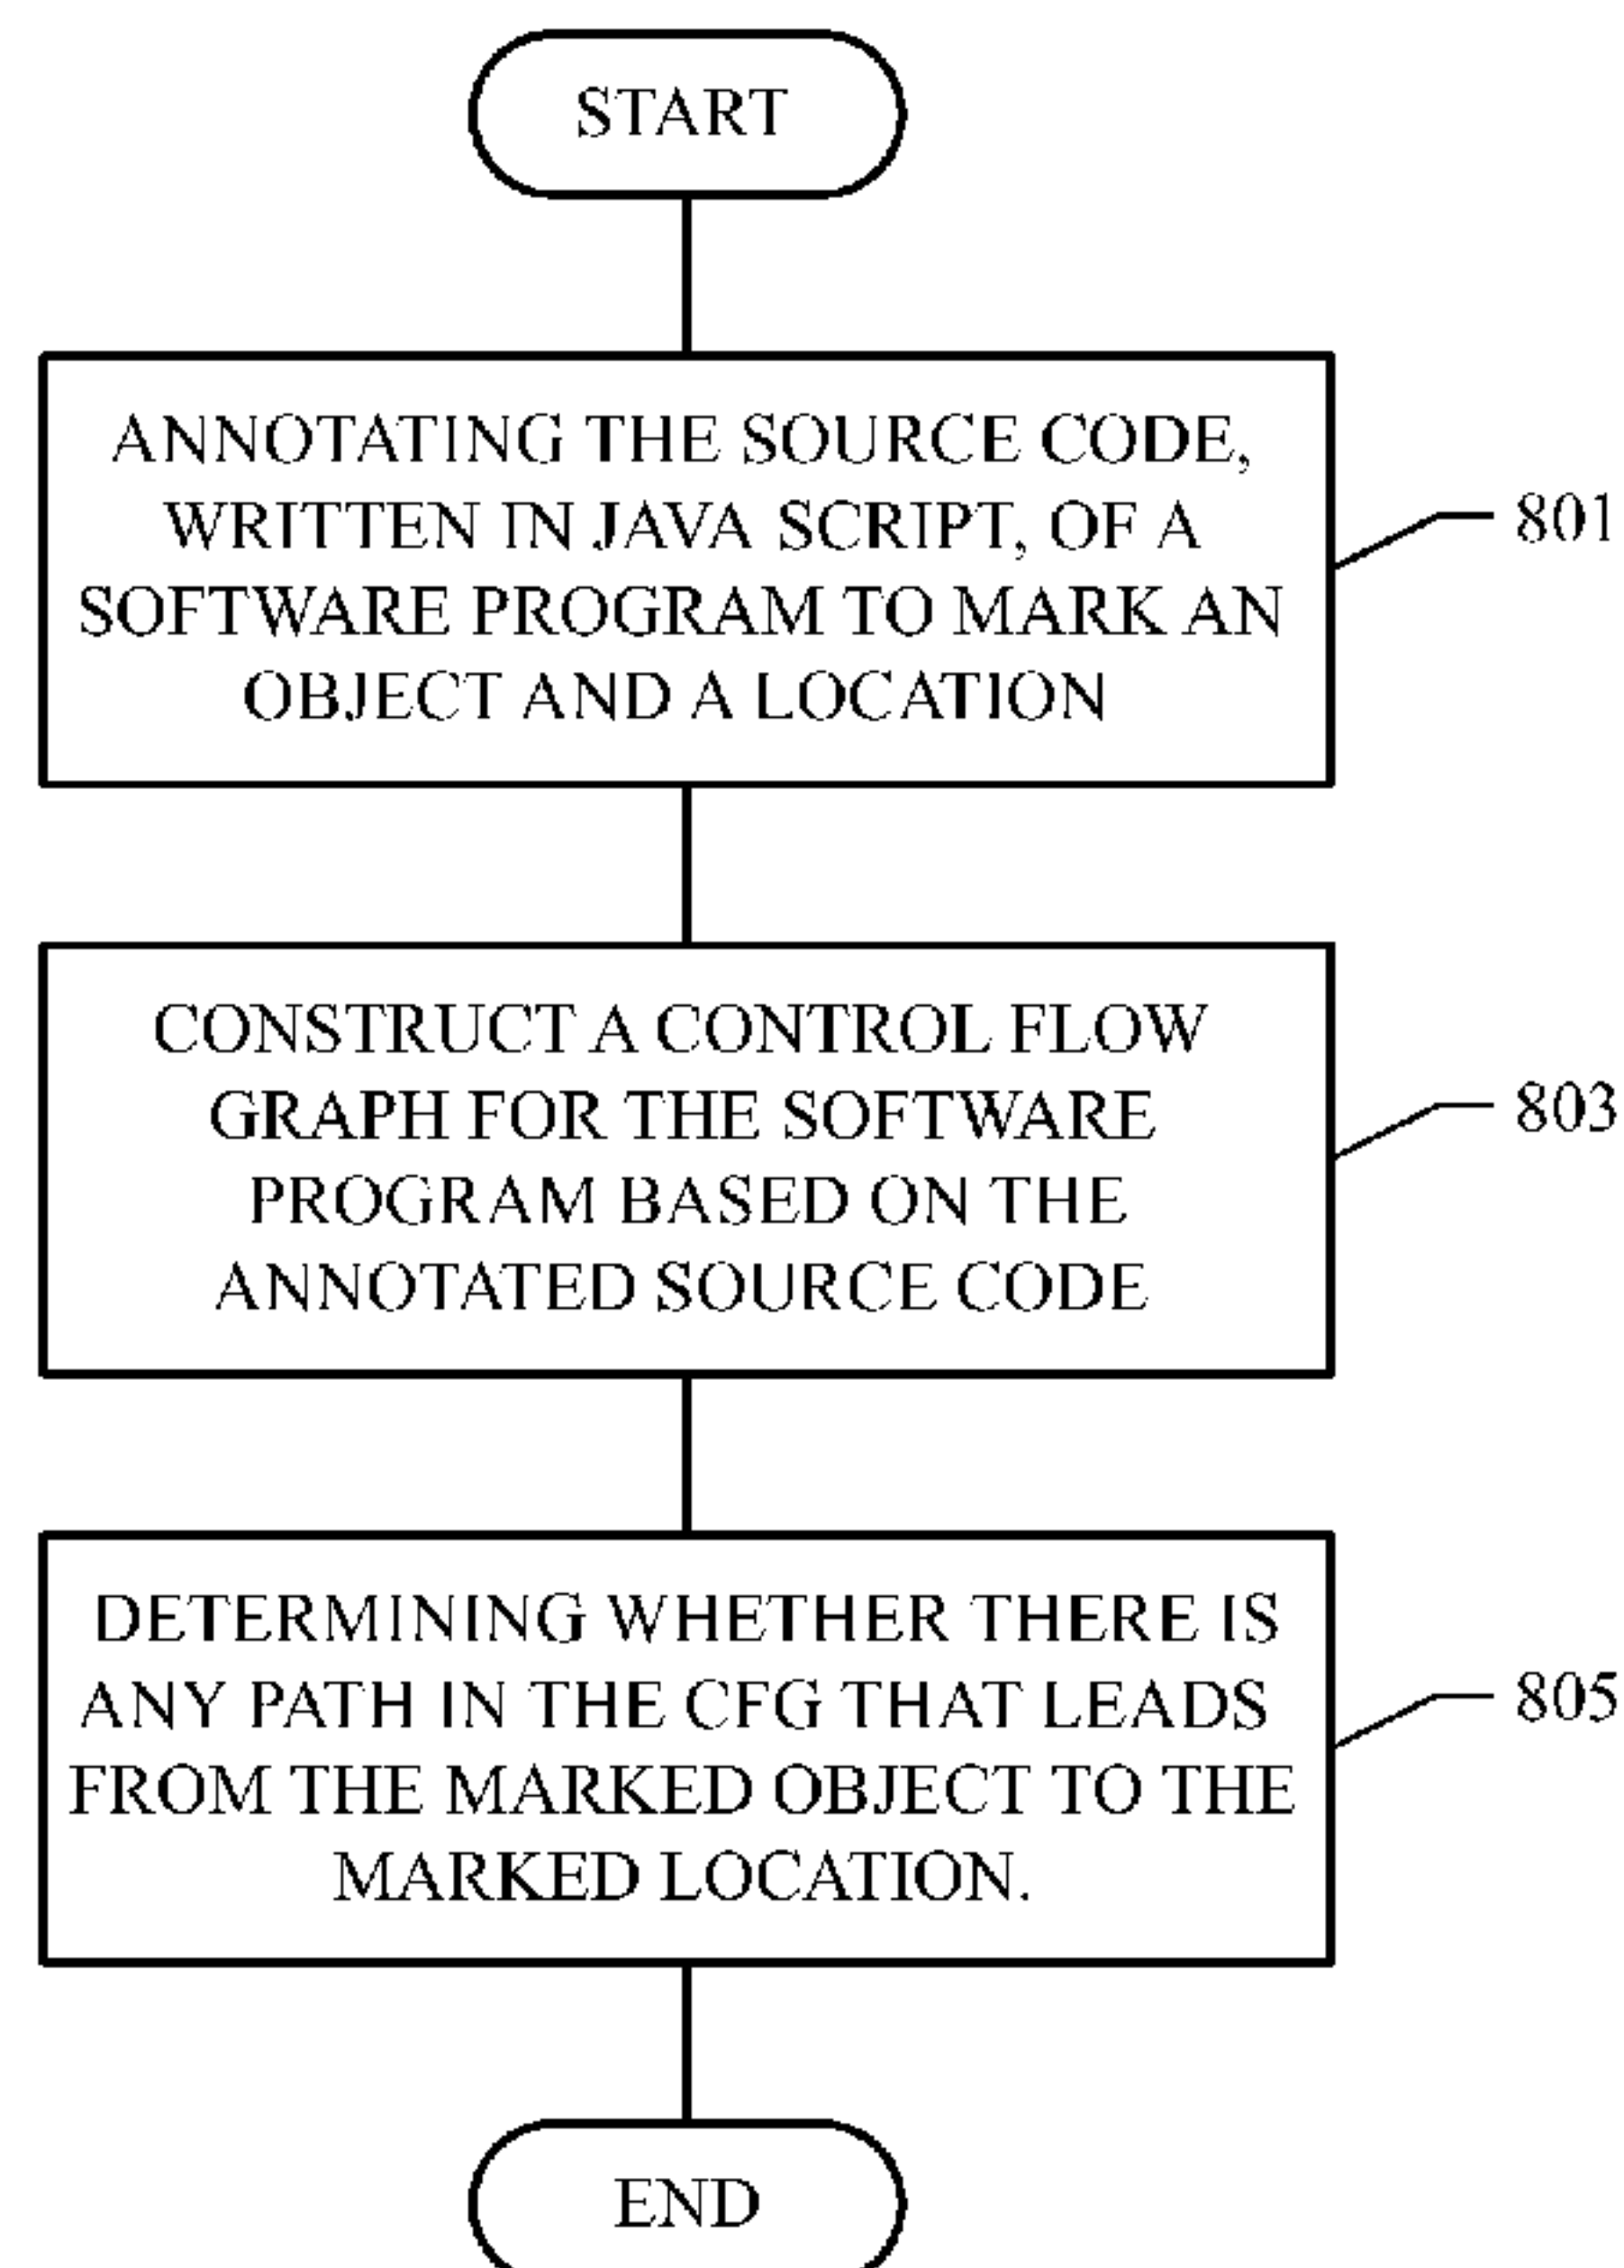 START
ANNOTATING THE SOURCE CODE,
WRITTEN IN JAVA SCRIPT, OF A
SOFTWARE PROGRAM TO MARK AN
OBJECT AND A LOCATION
801
CONSTRUCT A CONTROL FLOW
GRAPH FOR THE SOFTWARE
PROGRAM BASED ON THE
ANNOTATED SOURCE CODE
803
DETERMINING WHETHER THERE IS
ANY PATH IN THE CFG THAT LEADS
FROM THE MARKED OBJECT TO THE
MARKED LOCATION.
805
END